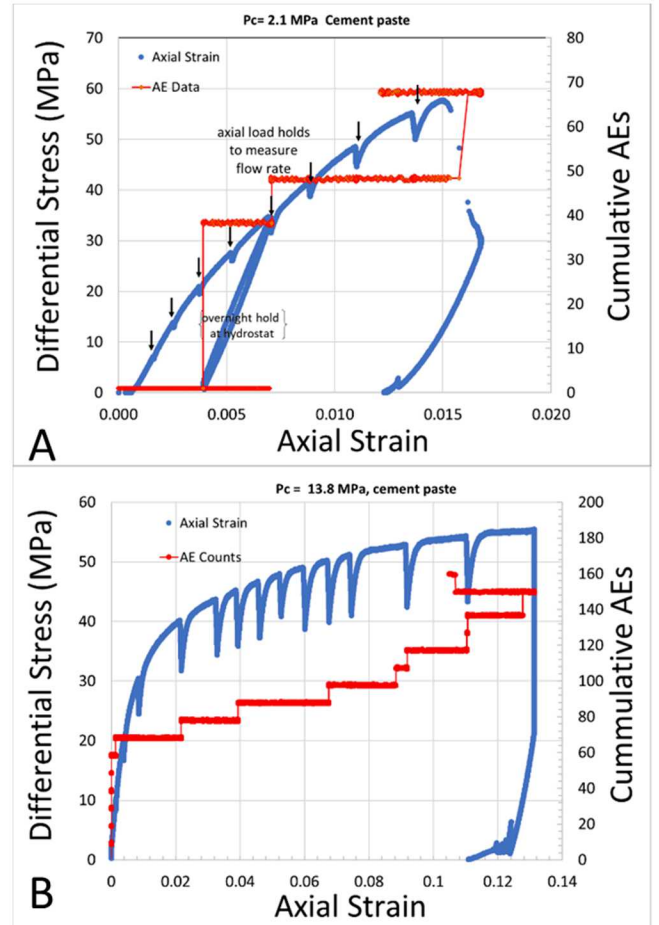 Pc= 2.1 MPa Cement paste
70
60
50
40
30
20
10
0
Differential Stress (MPa)
Axial Strain
AE Data
axial load holds
to measure
flow rate
overnight hold
at hydrostat
80
70
60
50
40
30
20
10
0
Cumulative AEs
0.000
0.005
0.010
0.015
0.020
Axial Strain
A
Pc = 13.8 MPa, cement paste
60
50
40
30
20
10
0
Differential Stress (MPa)
Axial Strain
AE Counts
200
180
160
140
120
100
80
60
40
20
0
Cummulative AEs
0
0.02
0.04
0.06
0.08
0.1
0.12
0.14
Axial Strain
B